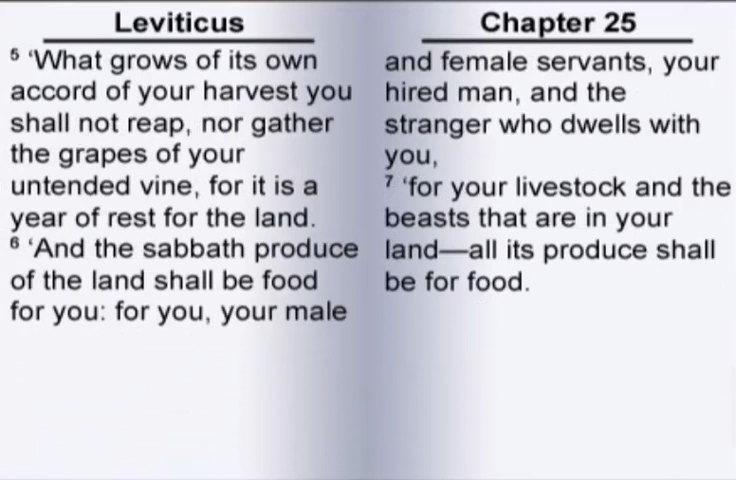 Leviticus
⁵ ‘What grows of its own
accord of your harvest you
shall not reap, nor gather
the grapes of your
untended vine, for it is a
year of rest for the land.
⁶ ‘And the sabbath produce
of the land shall be food
for you: for you, your male
Chapter 25
and female servants, your
hired man, and the
stranger who dwells with
you,
⁷ ‘for your livestock and the
beasts that are in your
land—all its produce shall
be for food.